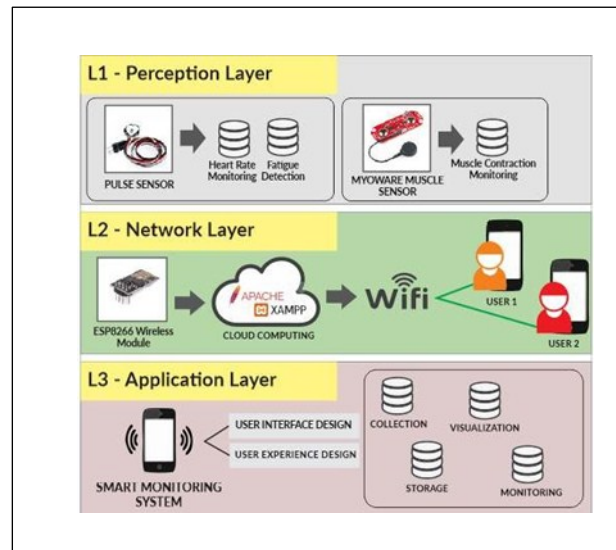 L1 - Perception Layer
PULSE SENSOR
Heart Rate
Monitoring
Fatigue
Detection
MYOWARE MUSCLE
SENSOR
Muscle Contraction
Monitoring
L2 - Network Layer
ESP8266 Wireless
Module
APACHE
XAMPP
CLOUD COMPUTING
Wifi
USER 1
USER 2
L3 - Application Layer
SMART MONITORING
SYSTEM
USER INTERFACE DESIGN
USER EXPERIENCE DESIGN
COLLECTION
VISUALIZATION
STORAGE
MONITORING